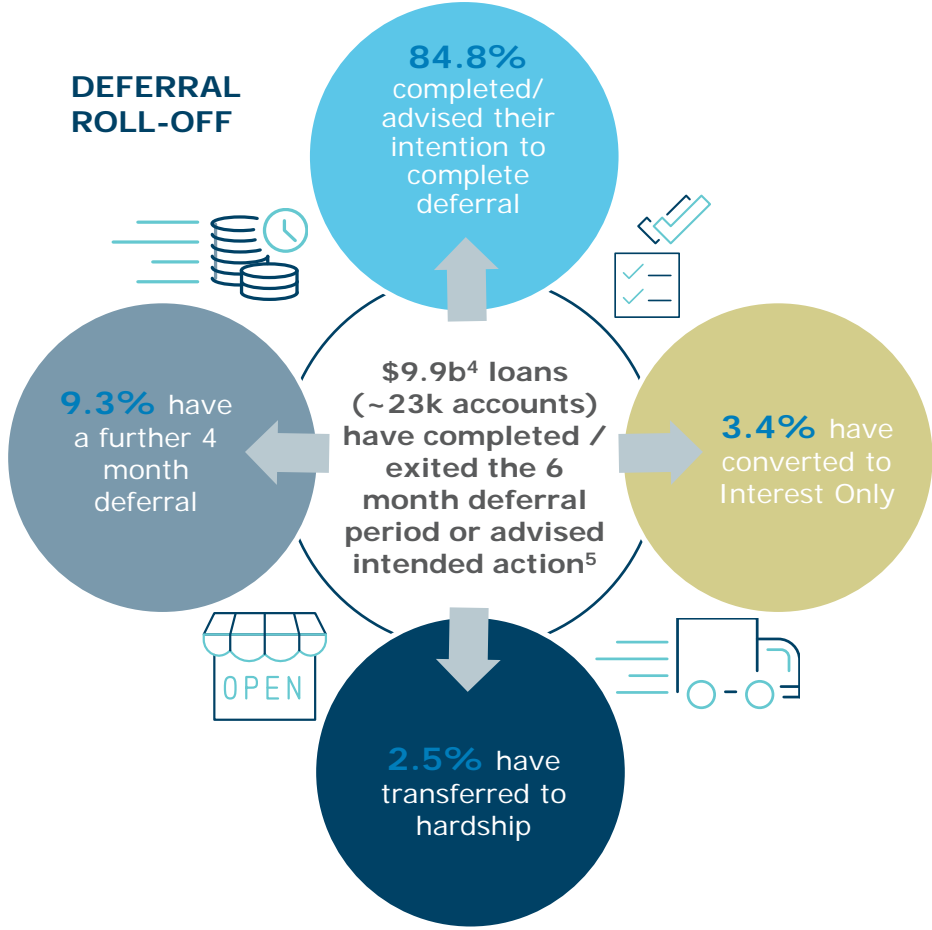 DEFERRAL
ROLL-OFF
84.8%
completed/
advised their
intention to
complete
deferral
9.3% have
a further 4
month
deferral
$9.9b⁴ loans
(~23k accounts)
have completed /
exited the 6
month deferral
period or advised
intended action⁵
3.4% have
converted to
Interest Only
OPEN
2.5% have
transferred to
hardship